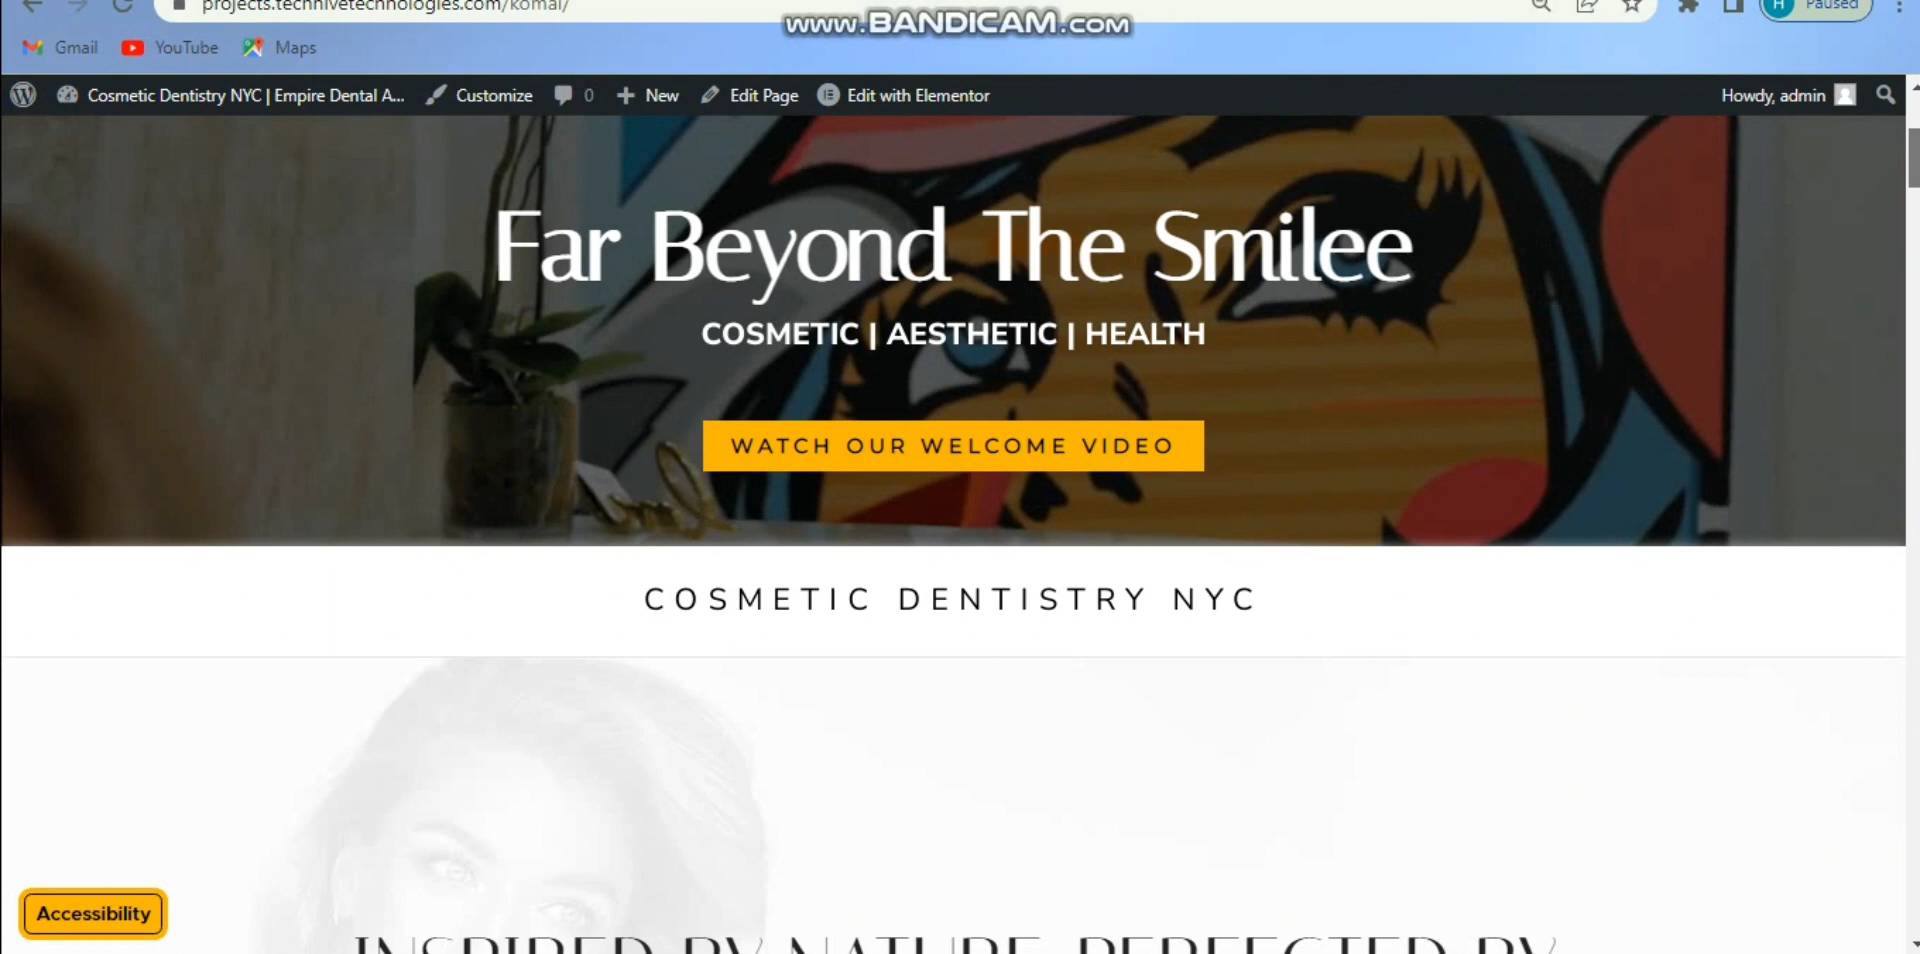 projects.technivetechnologies.com/komal/
Paused
H
www.BANDICAM.com
Gmail
YouTube
Maps
Cosmetic Dentistry NYC | Empire Dental A...
Customize
0
New
Edit Page
Edit with Elementor
Howdy, admin
Far Beyond The Smilee
COSMETIC | AESTHETIC | HEALTH
WATCH OUR WELCOME VIDEO
COSMETIC DENTISTRY NYC
Accessibility
INSPIRED BY NATURE, PERFECTED BY